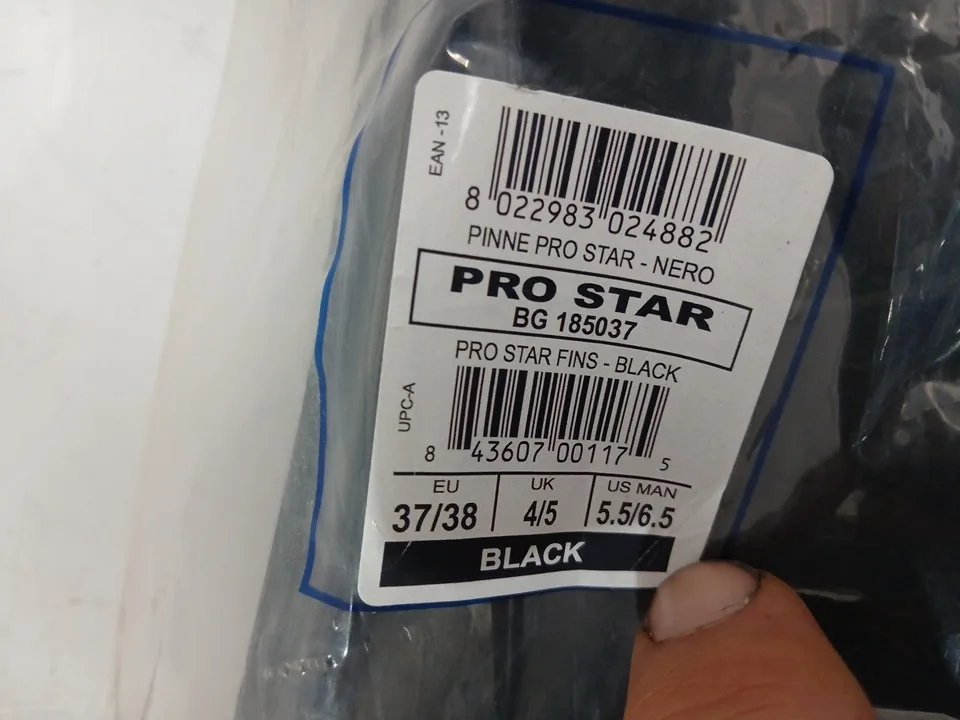 EAN -13
8 022983 024882
PINNE PRO STAR - NERO
PRO STAR
BG 185037
PRO STAR FINS - BLACK
UPC-A
8 43607 00117 5
EU UK US MAN
37/38 4/5 5.5/6.5
BLACK